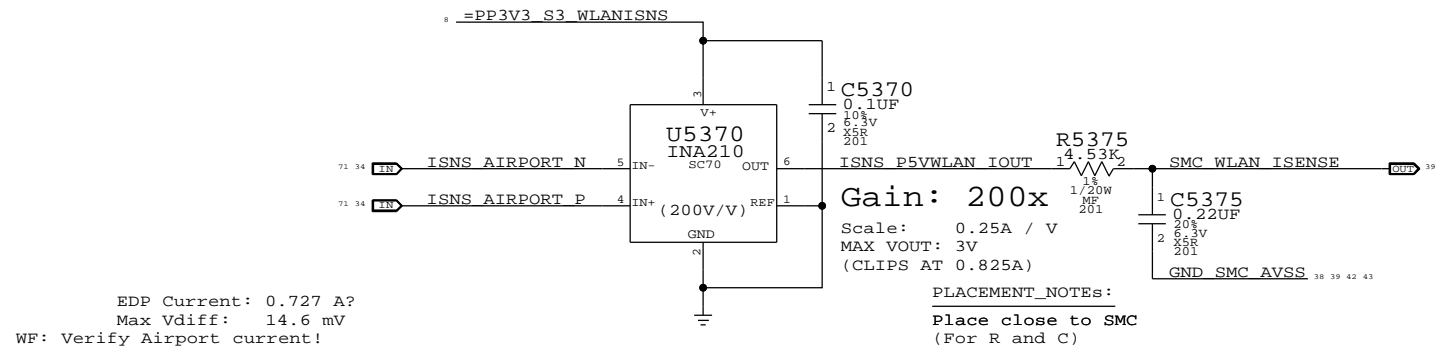 8 =PP3V3_S3_WLANISNS
1 C5370
0.1UF
10%
6.3V
2 X5R
201
3
V+
U5370
INA210
SC70
71 34 IN ISNS_AIRPORT_N 5 IN- OUT 6 ISNS_P5VWLAN_IOUT
R5375
1 4.53K 2
1%
1/20W
MF
201
SMC_WLAN_ISENSE OUT 39
71 34 IN ISNS_AIRPORT_P 4 IN+ (200V/V) REF 1
GND
2
Gain: 200x
Scale: 0.25A / V
MAX VOUT: 3V
(CLIPS AT 0.825A)
1 C5375
0.22UF
20%
6.3V
2 X5R
201
GND_SMC_AVSS 38 39 42 43
EDP Current: 0.727 A?
Max Vdiff: 14.6 mV
WF: Verify Airport current!
PLACEMENT_NOTEs:
Place close to SMC
(For R and C)